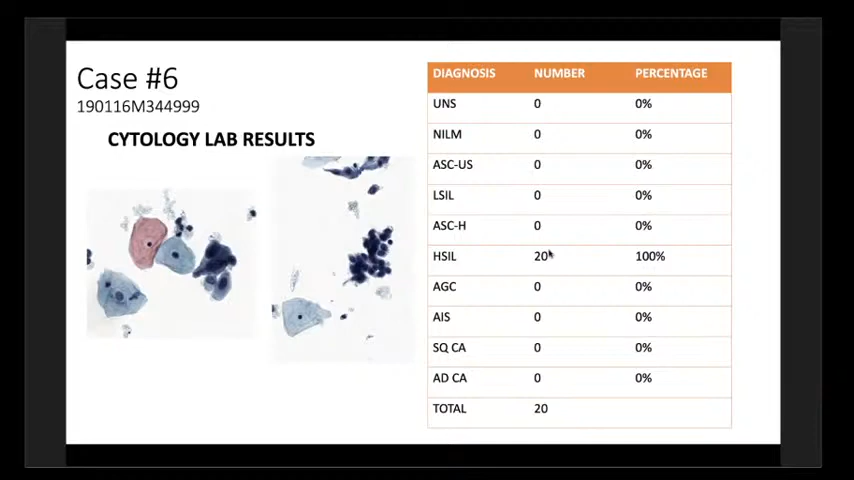 Case #6
190116M344999
CYTOLOGY LAB RESULTS
DIAGNOSIS NUMBER PERCENTAGE
UNS 0 0%
NILM 0 0%
ASC-US 0 0%
LSIL 0 0%
ASC-H 0 0%
HSIL 20 100%
AGC 0 0%
AIS 0 0%
SQ CA 0 0%
AD CA 0 0%
TOTAL 20